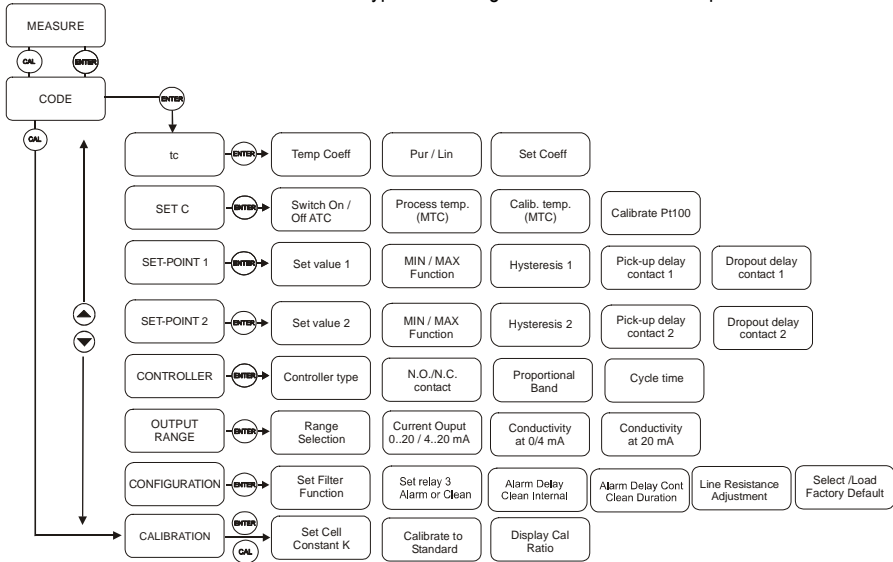 MEASURE
CAL
ENTER
CODE
ENTER
CAL
tc
ENTER
Temp Coeff
Pur / Lin
Set Coeff
SET C
ENTER
Switch On /
Off ATC
Process temp.
(MTC)
Calib. temp.
(MTC)
Calibrate Pt100
SET-POINT 1
ENTER
Set value 1
MIN / MAX
Function
Hysteresis 1
Pick-up delay
contact 1
Dropout delay
contact 1
SET-POINT 2
ENTER
Set value 2
MIN / MAX
Function
Hysteresis 2
Pick-up delay
contact 2
Dropout delay
contact 2
CONTROLLER
ENTER
Controller type
N.O./N.C.
contact
Proportional
Band
Cycle time
OUTPUT
RANGE
ENTER
Range
Selection
Current Ouput
0..20 / 4..20 mA
Conductivity
at 0/4 mA
Conductivity
at 20 mA
CONFIGURATION
ENTER
Set Filter
Function
Set relay 3
Alarm or Clean
Alarm Delay
Clean Internal
Alarm Delay Cont
Clean Duration
Line Resistance
Adjustment
Select /Load
Factory Default
CALIBRATION
ENTER
CAL
Set Cell
Constant K
Calibrate to
Standard
Display Cal
Ratio